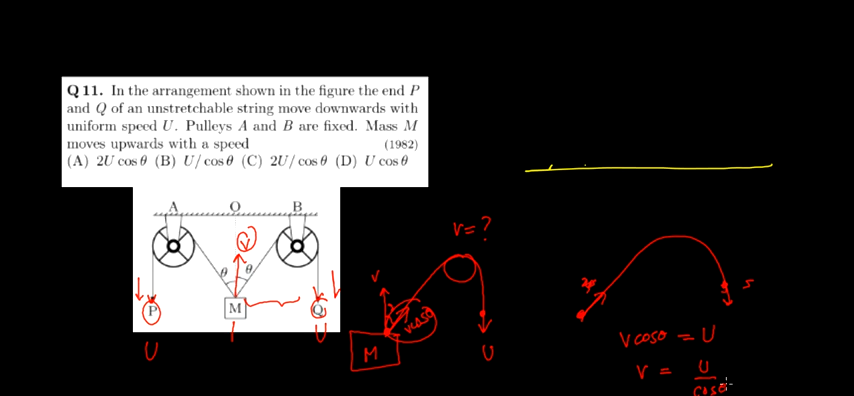 Q 11. In the arrangement shown in the figure the end P
and Q of an unstretchable string move downwards with
uniform speed U. Pulleys A and B are fixed. Mass M
moves upwards with a speed (1982)
(A) 2U cos θ (B) U/ cos θ (C) 2U/ cos θ (D) U cos θ
A O B
V
θ θ
P M Q
U U
V = ?
V
V cosθ
M U
5
V cosθ = U
V = U / cosθ